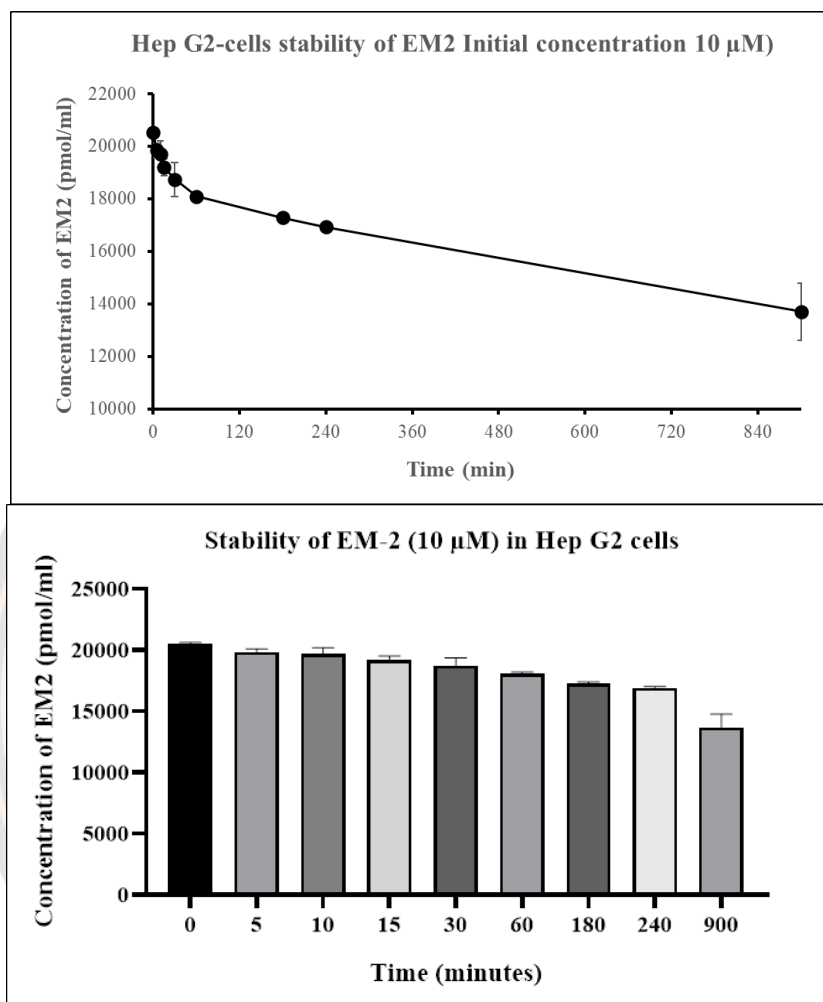 Hep G2-cells stability of EM2 Initial concentration 10 µM)
Concentration of EM2 (pmol/ml)
22000
20000
18000
16000
14000
12000
10000
0 120 240 360 480 600 720 840
Time (min)
Stability of EM-2 (10 µM) in Hep G2 cells
Concentration of EM2 (pmol/ml)
25000
20000
15000
10000
5000
0
0 5 10 15 30 60 180 240 900
Time (minutes)